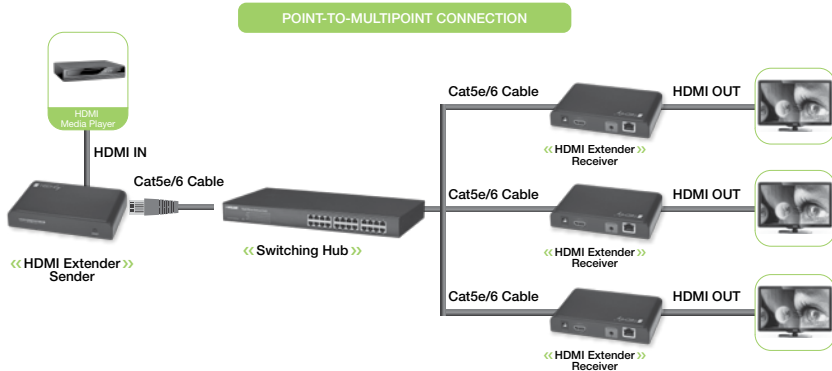 POINT-TO-MULTIPOINT CONNECTION
HDMI
Media Player
HDMI IN
Cat5e/6 Cable
«HDMI Extender»
Sender
«Switching Hub»
Cat5e/6 Cable
HDMI OUT
«HDMI Extender»
Receiver
Cat5e/6 Cable
HDMI OUT
«HDMI Extender»
Receiver
Cat5e/6 Cable
HDMI OUT
«HDMI Extender»
Receiver